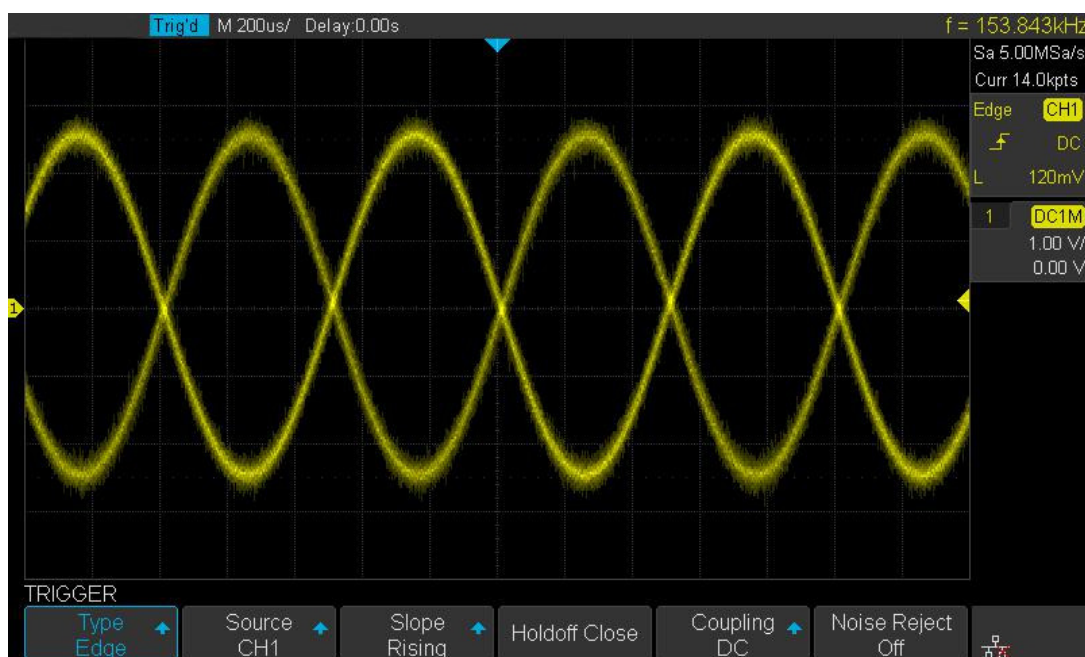 Trig'd M 200us/ Delay:0.00s f = 153.843kHz
Sa 5.00MSa/s
Curr 14.0kpts
Edge CH1
DC
L 120mV
1 DC1M
1.00 V/
0.00 V
1
TRIGGER
Type Edge
Source CH1
Slope Rising
Holdoff Close
Coupling DC
Noise Reject Off